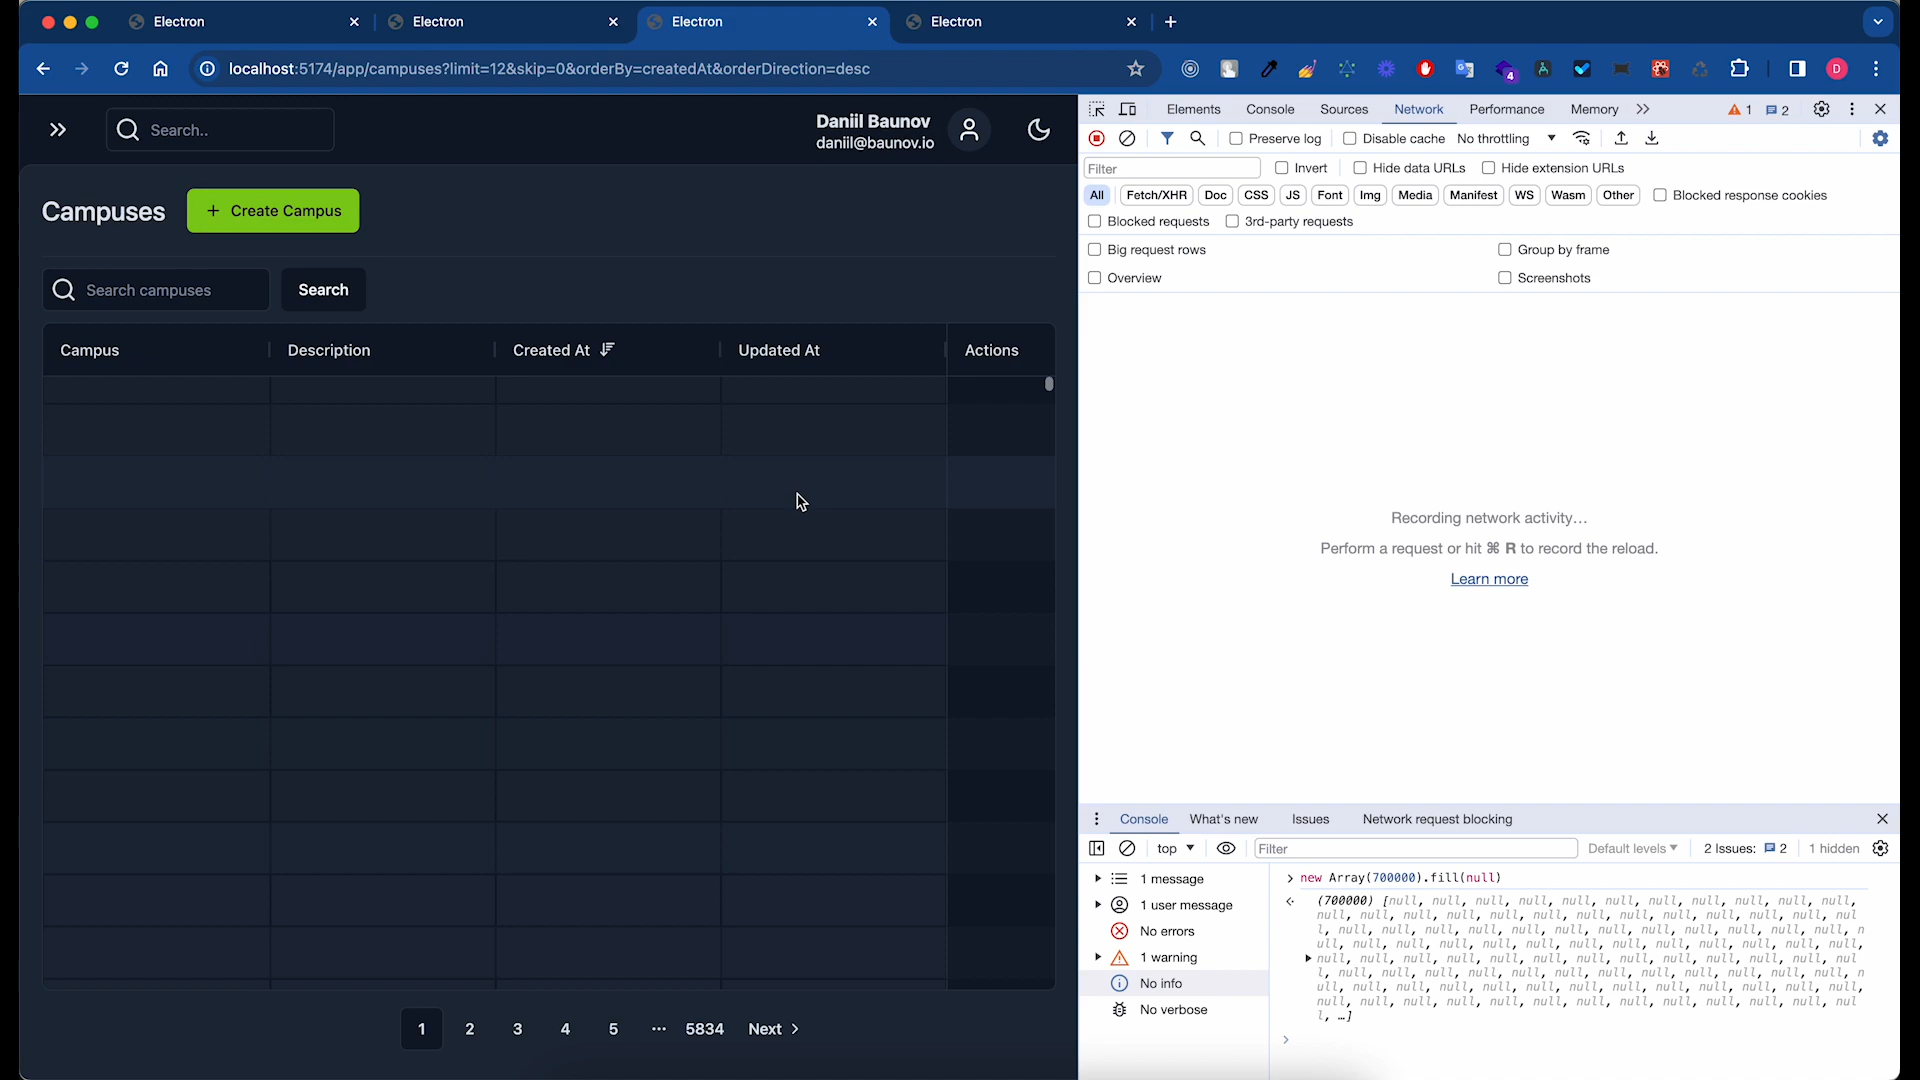 Electron
Electron
Electron
Electron
localhost:5174/app/campuses?limit=12&skip=0&orderBy=createdAt&orderDirection=desc
4
D
Search..
Daniil Baunov
daniil@baunov.io
Campuses
+ Create Campus
Search campuses
Search
Campus
Description
Created At
Updated At
Actions
1 2 3 4 5 ··· 5834 Next >
Elements Console Sources Network Performance Memory
1 2
Preserve log Disable cache No throttling
Filter
Invert Hide data URLs Hide extension URLs
All Fetch/XHR Doc CSS JS Font Img Media Manifest WS Wasm Other Blocked response cookies
Blocked requests 3rd-party requests
Big request rows Group by frame
Overview Screenshots
Recording network activity…
Perform a request or hit ⌘ R to record the reload.
Learn more
Console What's new Issues Network request blocking
top Filter Default levels 2 Issues: 2 1 hidden
1 message
1 user message
No errors
1 warning
No info
No verbose
> new Array(700000).fill(null)
(700000) [null, null, null, null, null, null, null, null, null, null, null,
null, null, null, null, null, null, null, null, null, null, null, null, nul
l, null, null, null, null, null, null, null, null, null, null, null, null, n
ull, null, null, null, null, null, null, null, null, null, null, null, null,
null, null, null, null, null, null, null, null, null, null, null, null, nul
l, null, null, null, null, null, null, null, null, null, null, null, null, n
ull, null, null, null, null, null, null, null, null, null, null, null, null,
null, null, null, null, null, null, null, null, null, null, null, null, nul
l, …]